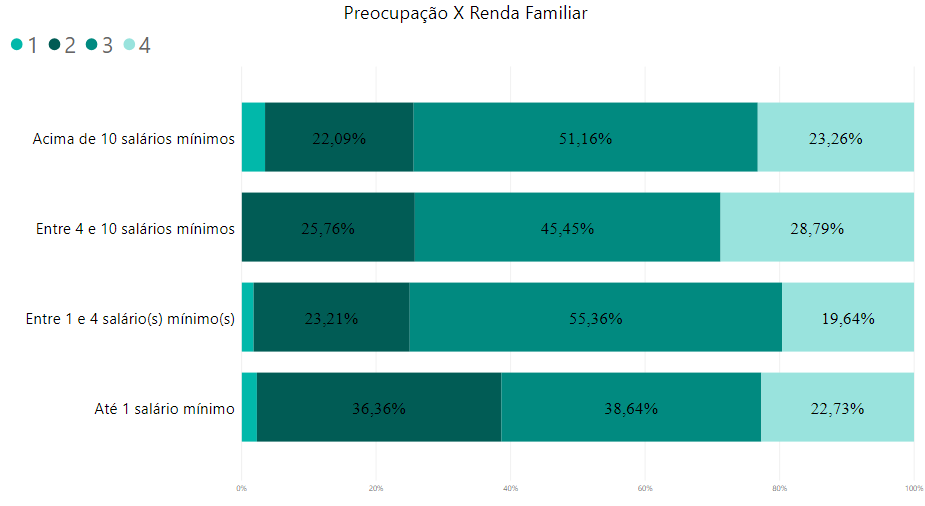 Preocupação X Renda Familiar
1 2 3 4
Acima de 10 salários mínimos 22,09% 51,16% 23,26%
Entre 4 e 10 salários mínimos 25,76% 45,45% 28,79%
Entre 1 e 4 salário(s) mínimo(s) 23,21% 55,36% 19,64%
Até 1 salário mínimo 36,36% 38,64% 22,73%
0% 20% 40% 60% 80% 100%